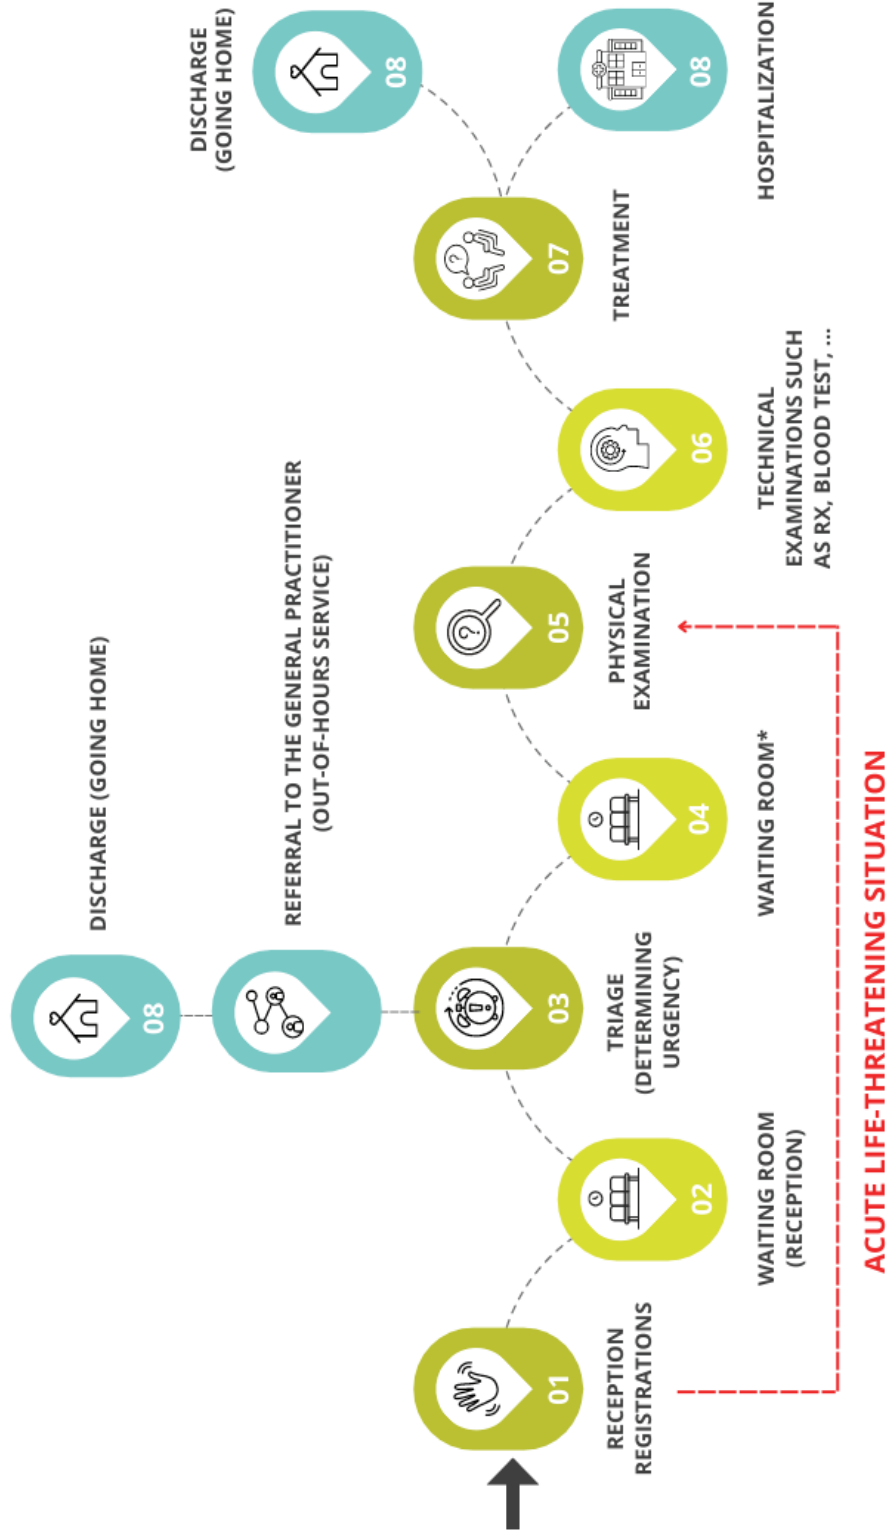 01
RECEPTION
REGISTRATIONS
02
WAITING ROOM
(RECEPTION)
03
TRIAGE
(DETERMINING
URGENCY)
REFERRAL TO THE GENERAL PRACTITIONER
(OUT-OF-HOURS SERVICE)
08
DISCHARGE (GOING HOME)
04
WAITING ROOM*
05
PHYSICAL
EXAMINATION
06
TECHNICAL
EXAMINATIONS SUCH
AS RX, BLOOD TEST, ...
07
TREATMENT
08
DISCHARGE
(GOING HOME)
08
HOSPITALIZATION
ACUTE LIFE-THREATENING SITUATION